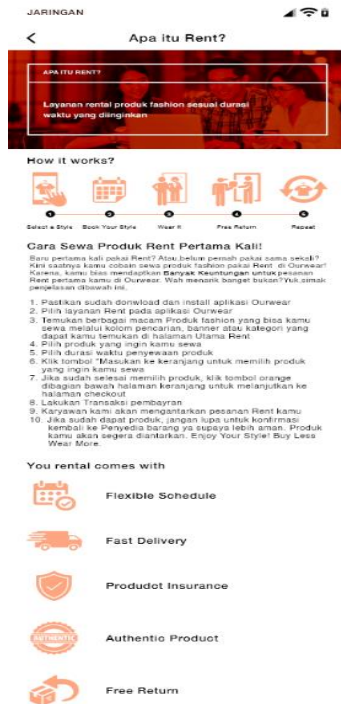 JARINGAN
Apa itu Rent?
APA ITU RENT?
Layanan rental produk fashion sesuai durasi
waktu yang diinginkan
How it works?
1 2 3 4 5
Select a Style Book Your Style Wear It Free Return Repeat
Cara Sewa Produk Rent Pertama Kali!
Baru pertama kali pakai Rent? Atau,belum pernah pakai sama sekali?
Kini saatnya kamu cobain sewa produk fashion pakai Rent di Ourwear!
Karena, kamu bias mendaptkan Banyak Keuntungan untuk pesanan
Rent pertama kamu di Ourwear. Wah menarik banget bukan?Yuk,simak
penjelasan dibawah ini.
1. Pastikan sudah donwload dan install aplikasi Ourwear
2. Pilih layanan Rent pada aplikasi Ourwear
3. Temukan berbagai macam Produk fashion yang bisa kamu
sewa melalui kolom pencarian, banner atau kategori yang
dapat kamu temukan di halaman Utama Rent
4. Pilih produk yang ingin kamu sewa
5. Pilih durasi waktu penyewaan produk
6. Klik tombol "Masukan ke keranjang untuk memilih produk
yang ingin kamu sewa
7. Jika sudah selesai memilih produk, klik tombol orange
dibagian bawah halaman keranjang untuk melanjutkan ke
halaman checkout
8. Lakukan Transaksi pembayran
9. Karyawan kami akan mengantarkan pesanan Rent kamu
10. Jika sudah dapat produk, jangan lupa untuk konfirmasi
kembali ke Penyedia barang ya supaya lebih aman. Produk
kamu akan segera diantarkan. Enjoy Your Style! Buy Less
Wear More.
You rental comes with
Flexible Schedule
Fast Delivery
Produdct Insurance
AUTHENTIC
Authentic Product
Free Return